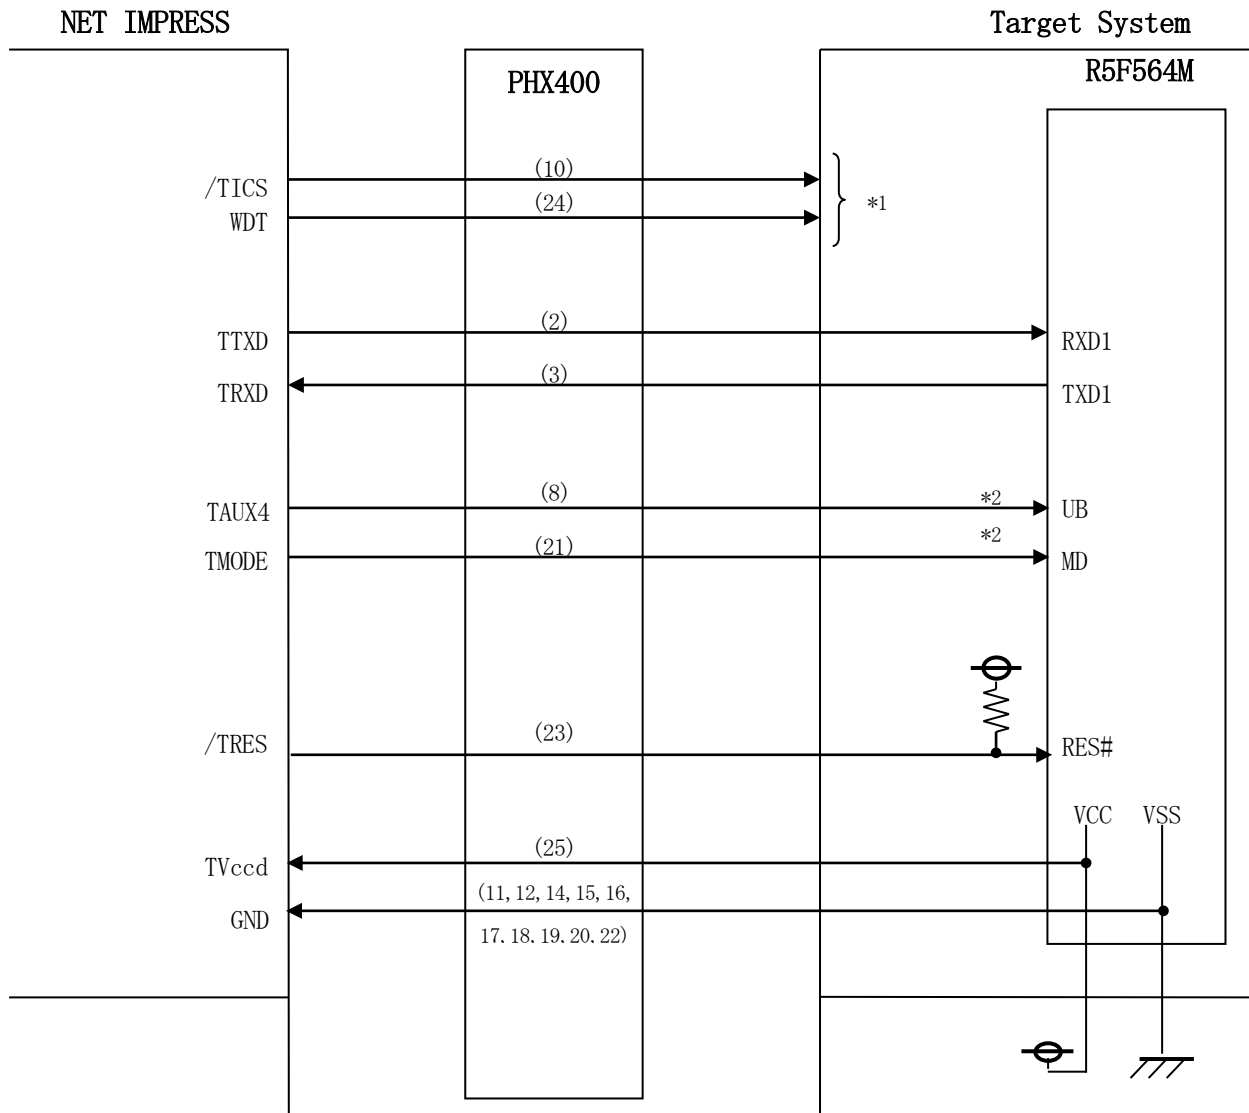 NET IMPRESS
Target System
PHX400
R5F564M
/TICS
(10)
*1
WDT
(24)
TTXD
(2)
RXD1
TRXD
(3)
TXD1
TAUX4
(8)
*2
UB
TMODE
(21)
*2
MD
/TRES
(23)
RES#
VCC
VSS
TVccd
(25)
GND
(11, 12, 14, 15, 16,
17, 18, 19, 20, 22)